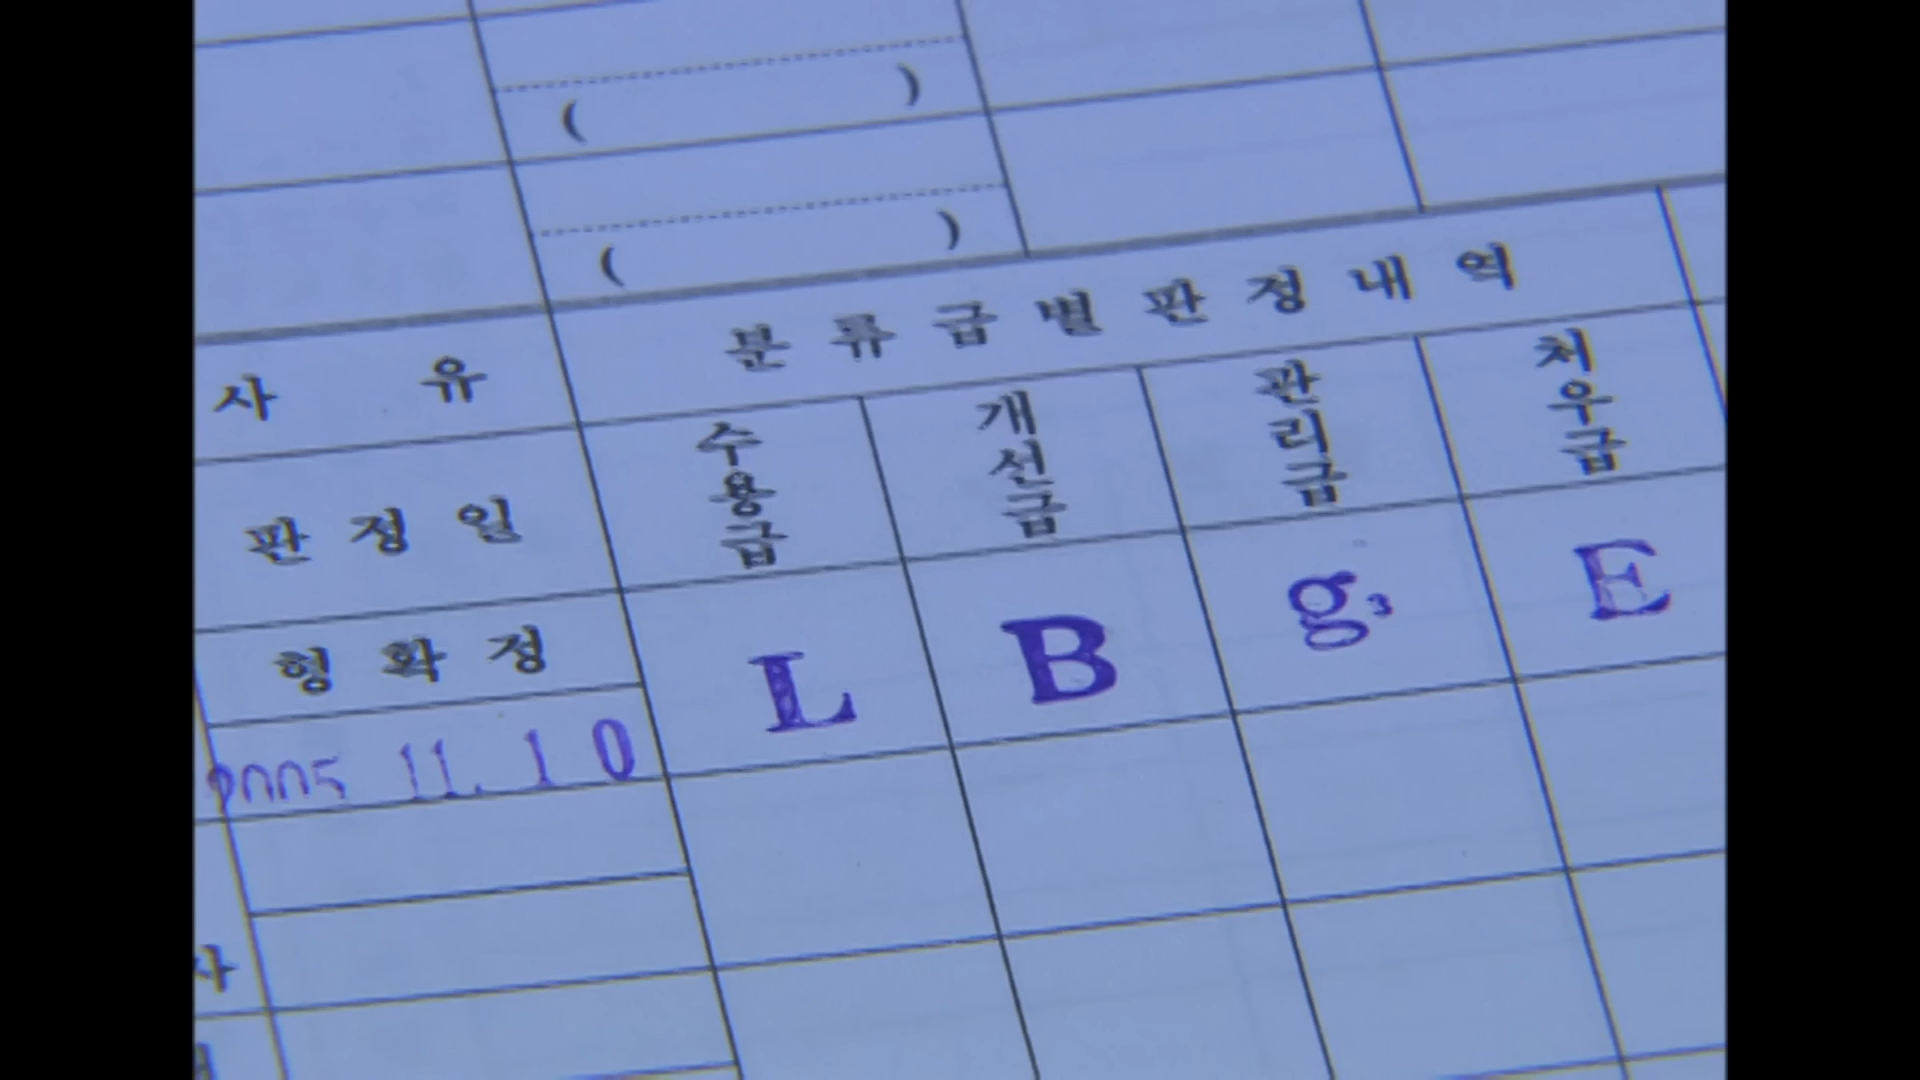 ( )
( )
사 유 분류급별판정내역
판정일 수용급 개선급 관리급 처우급
형확정 L B g3 E
2005 11. 10
사